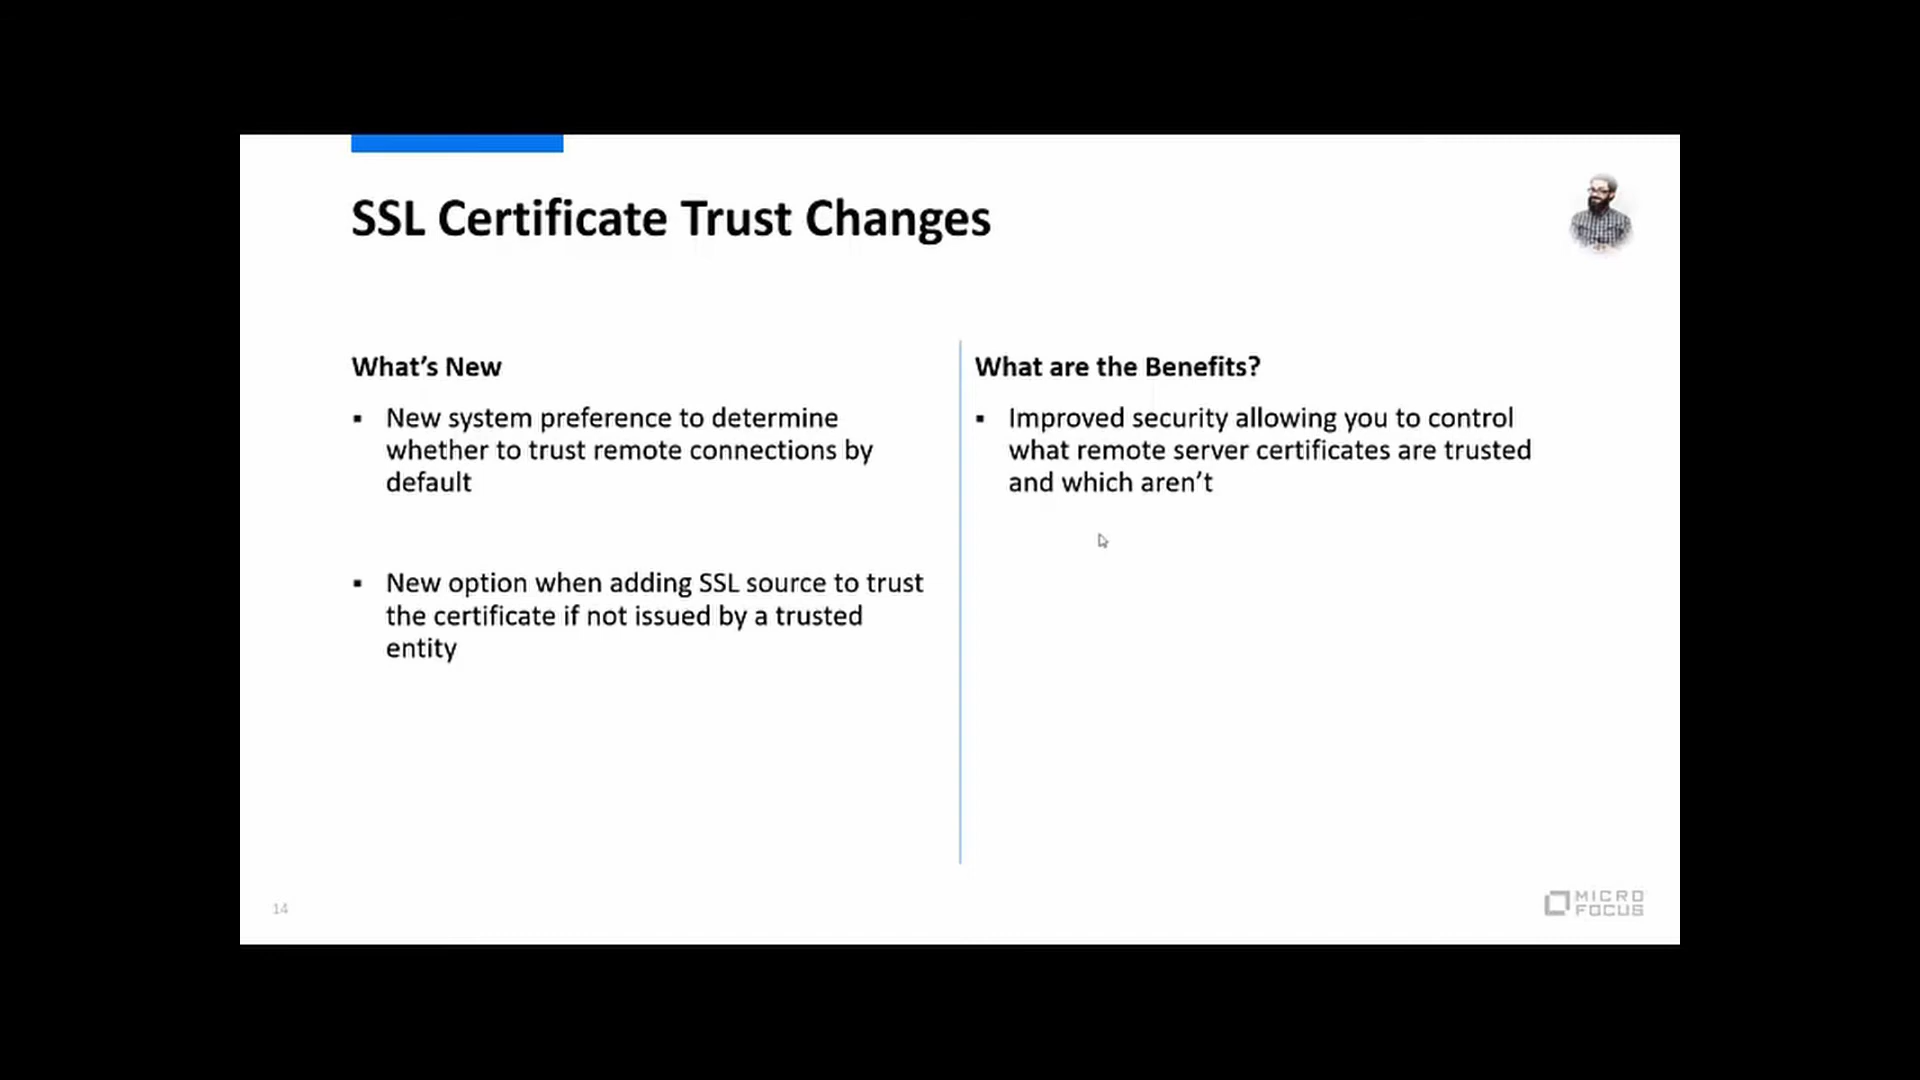 SSL Certificate Trust Changes
What's New
▪ New system preference to determine
whether to trust remote connections by
default
▪ New option when adding SSL source to trust
the certificate if not issued by a trusted
entity
What are the Benefits?
▪ Improved security allowing you to control
what remote server certificates are trusted
and which aren't
14
MICRO
FOCUS